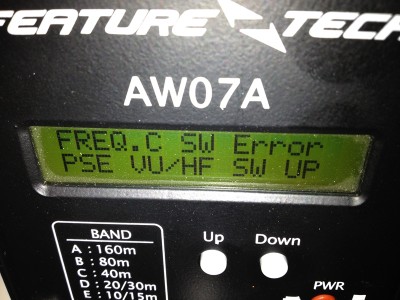 FEATURE TECH
AW07A
FREQ.C SW Error
PSE VU/HF SW UP
BAND
A : 160m
B : 80m
C : 40m
D : 20/30m
E : 10/15m
Up
Down
PWR